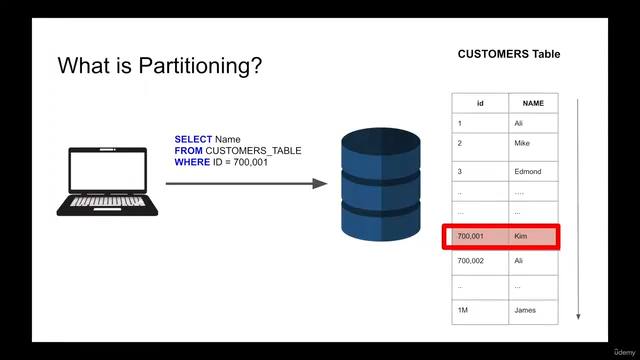 What is Partitioning?
CUSTOMERS Table
SELECT Name
FROM CUSTOMERS_TABLE
WHERE ID = 700,001
id NAME
1 Ali
2 Mike
3 Edmond
.. ....
... ...
700,001 Kim
700,002 Ali
.. ...
1M James
ûdemy